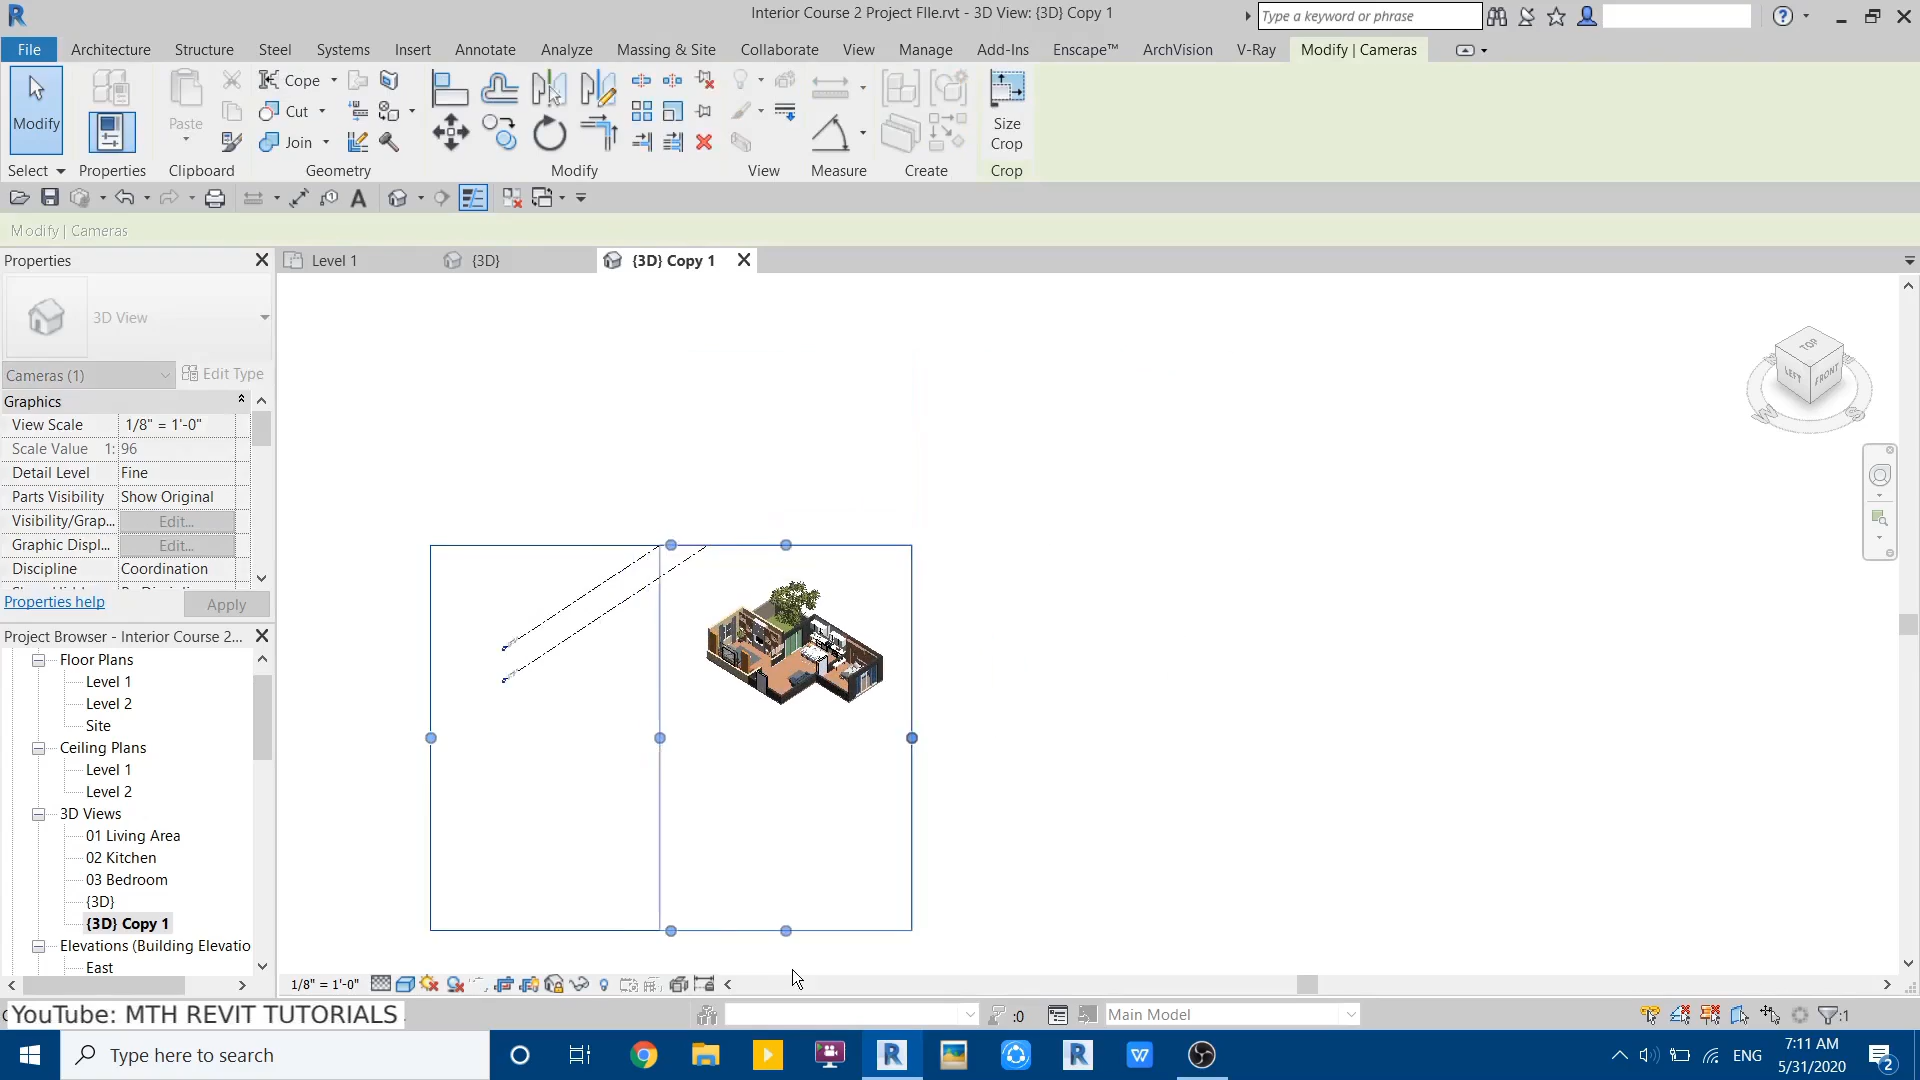 Interior Course 2 Project FIle.rvt - 3D View: {3D} Copy 1
Type a keyword or phrase
File
Architecture
Structure
Steel
Systems
Insert
Annotate
Analyze
Massing & Site
Collaborate
View
Manage
Add-Ins
Enscape™
ArchVision
V-Ray
Modify | Cameras
Modify
Paste
Cope
Cut
Join
Size
Crop
Select
Properties
Clipboard
Geometry
Modify
View
Measure
Create
Crop
Modify | Cameras
Properties
Level 1
{3D}
{3D} Copy 1
3D View
Cameras (1)
Edit Type
Graphics
View Scale 1/8" = 1'-0"
Scale Value 1: 96
Detail Level Fine
Parts Visibility Show Original
Visibility/Grap... Edit...
Graphic Displ... Edit...
Discipline Coordination
Properties help
Apply
Project Browser - Interior Course 2...
Floor Plans
Level 1
Level 2
Site
Ceiling Plans
Level 1
Level 2
3D Views
01 Living Area
02 Kitchen
03 Bedroom
{3D}
{3D} Copy 1
Elevations (Building Elevatio
East
TOP
LEFT
FRONT
W
S
1/8" = 1'-0"
YouTube: MTH REVIT TUTORIALS
:0
Main Model
:1
Type here to search
ENG
7:11 AM
5/31/2020
2